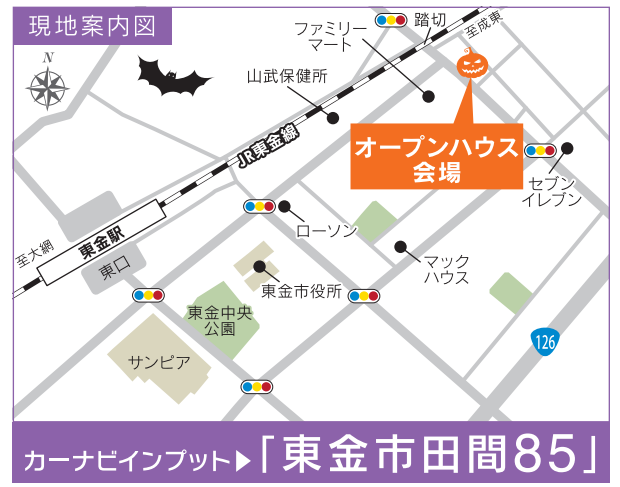 現地案内図
N
ファミリー
マート
踏切
至成東
山武保健所
JR東金線
オープンハウス
会場
セブン
イレブン
ローソン
東金駅
至大網
東口
マック
ハウス
東金市役所
東金中央
公園
サンピア
126
カーナビインプット▶「東金市田間85」